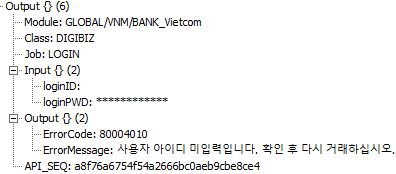 Output {} (6)
Module: GLOBAL/VNM/BANK_Vietcom
Class: DIGIBIZ
Job: LOGIN
Input {} (2)
loginID:
loginPWD: ************
Output {} (2)
ErrorCode: 80004010
ErrorMessage: 사용자 아이디 미입력입니다. 확인 후 다시 거래하십시오.
API_SEQ: a8f76a6754f54a2666bc0aeb9cbe8ce4